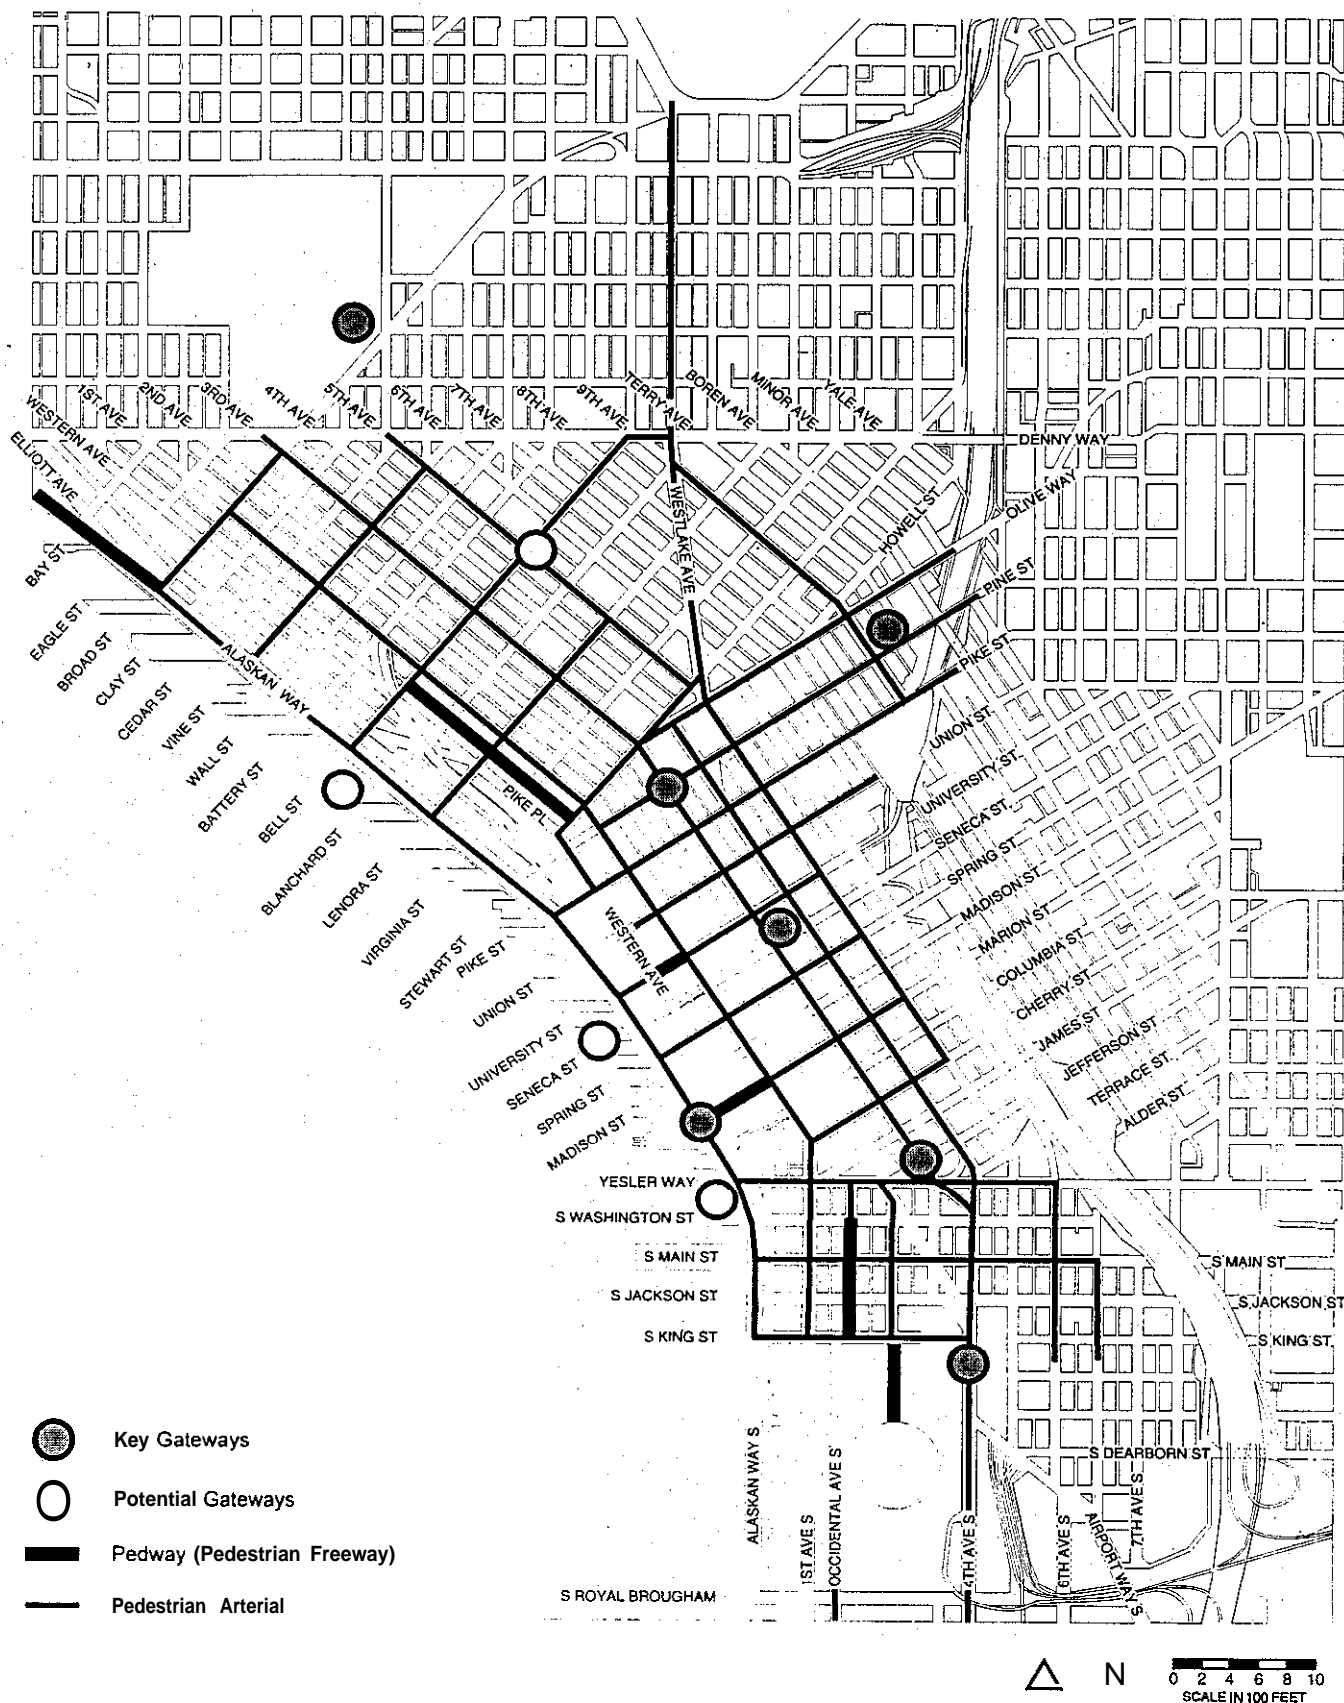 WESTERN AVE
1ST AVE
2ND AVE
3RD AVE
4TH AVE
5TH AVE
6TH AVE
7TH AVE
8TH AVE
9TH AVE
TERRY AVE
BOREN AVE
MINOR AVE
YALE AVE
ELLIOTT AVE
DENNY WAY
WESTLAKE AVE
HOWELL ST
OLIVE WAY
PINE ST
PIKE ST
BAY ST
EAGLE ST
BROAD ST
CLAY ST
CEDAR ST
VINE ST
WALL ST
BATTERY ST
BELL ST
BLANCHARD ST
LENORA ST
VIRGINIA ST
STEWART ST
PIKE ST
UNION ST
UNIVERSITY ST
SENECA ST
SPRING ST
MADISON ST
ALASKAN WAY
PIKE PL
WESTERN AVE
UNION ST
UNIVERSITY ST
SENECA ST
SPRING ST
MADISON ST
MARION ST
COLUMBIA ST
CHERRY ST
JAMES ST
JEFFERSON ST
TERRACE ST
ALDER ST
YESLER WAY
S WASHINGTON ST
S MAIN ST
S JACKSON ST
S KING ST
S MAIN ST
S JACKSON ST
S KING ST
S DEARBORN ST
ALASKAN WAY S
1ST AVE S
OCCIDENTAL AVE S
4TH AVE S
6TH AVE S
AIRPORT WAY S
7TH AVE S
S ROYAL BROUGHAM
Key Gateways
Potential Gateways
Pedway (Pedestrian Freeway)
Pedestrian Arterial
N
0 2 4 6 8 10
SCALE IN 100 FEET